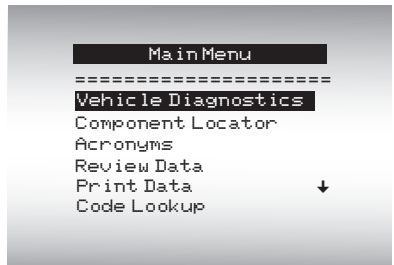 Main Menu
=====================
Vehicle Diagnostics
Component Locator
Acronyms
Review Data
Print Data ↓
Code Lookup